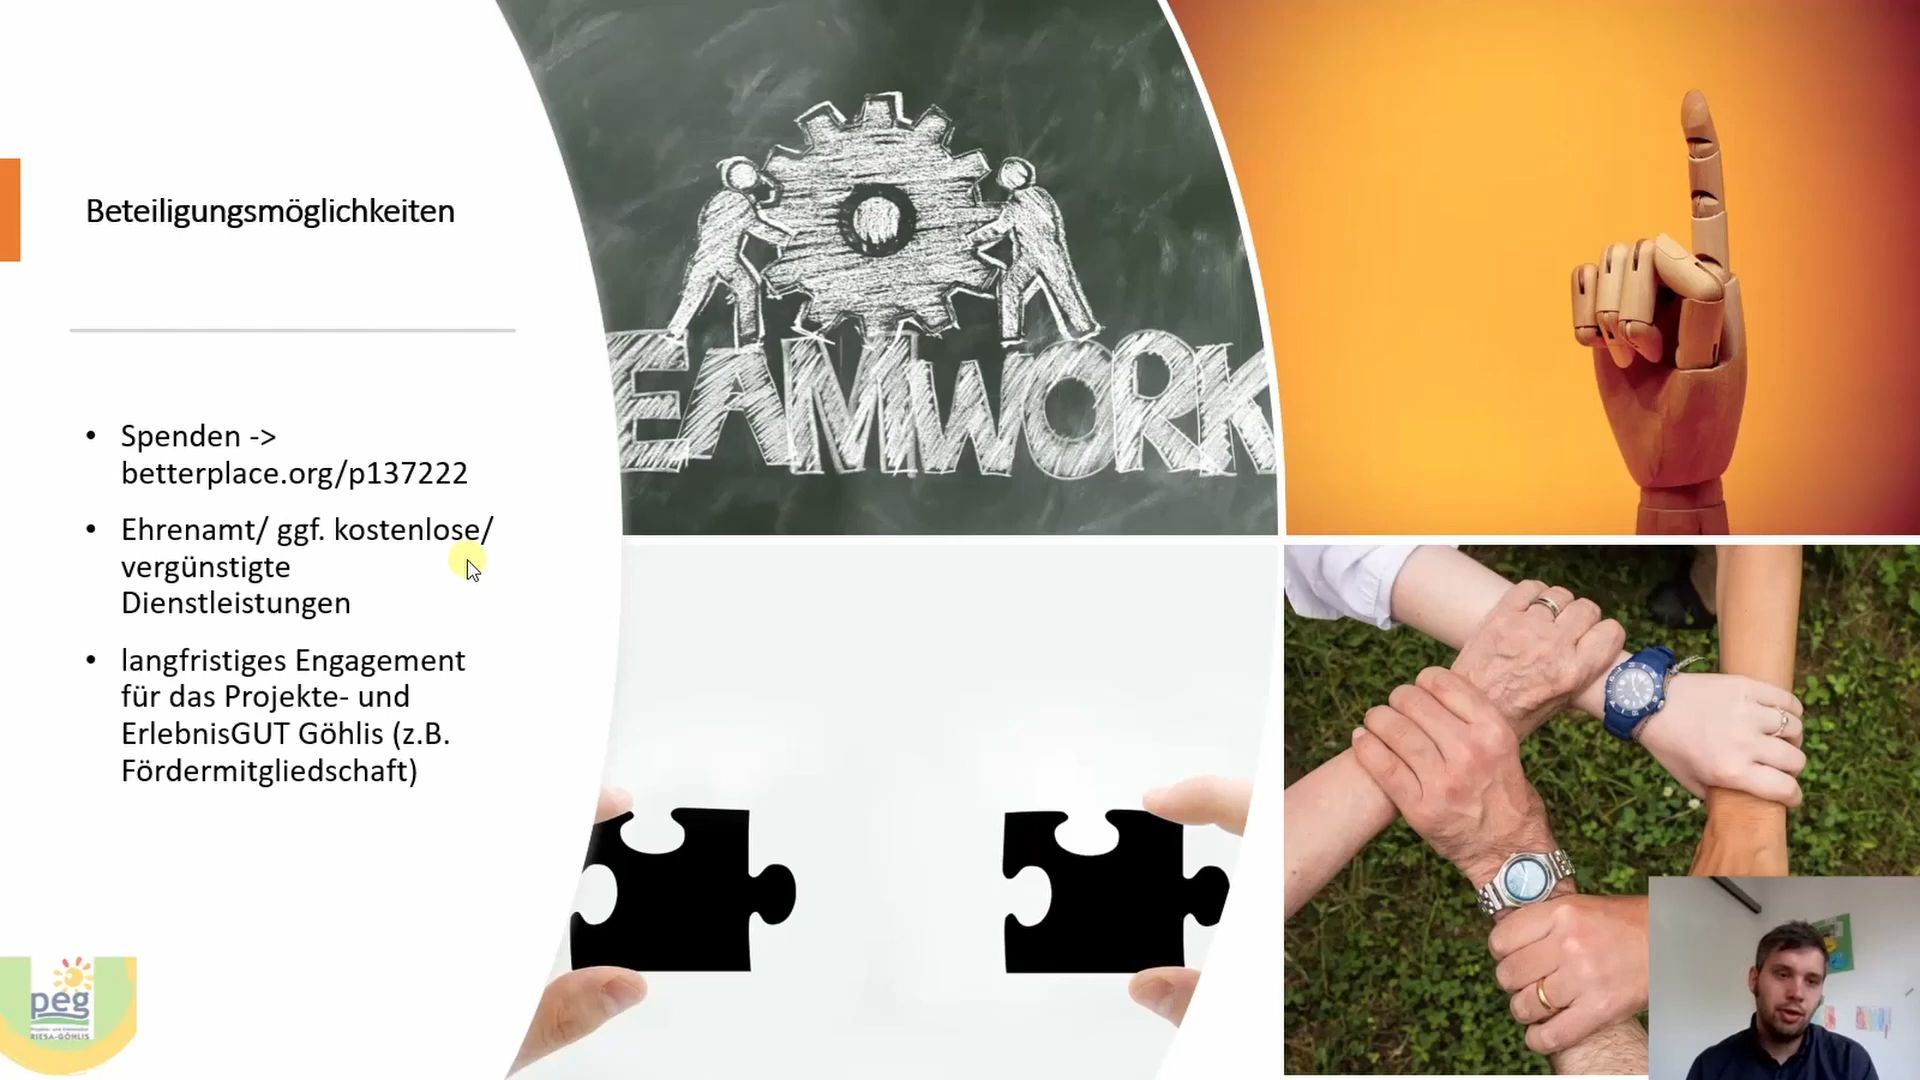 Beteiligungsmöglichkeiten
Spenden ->
betterplace.org/p137222
Ehrenamt/ ggf. kostenlose/
vergünstigte
Dienstleistungen
langfristiges Engagement
für das Projekte- und
ErlebnisGUT Göhlis (z.B.
Fördermitgliedschaft)
EAMWORK
peg
RIESA-GÖHLIS